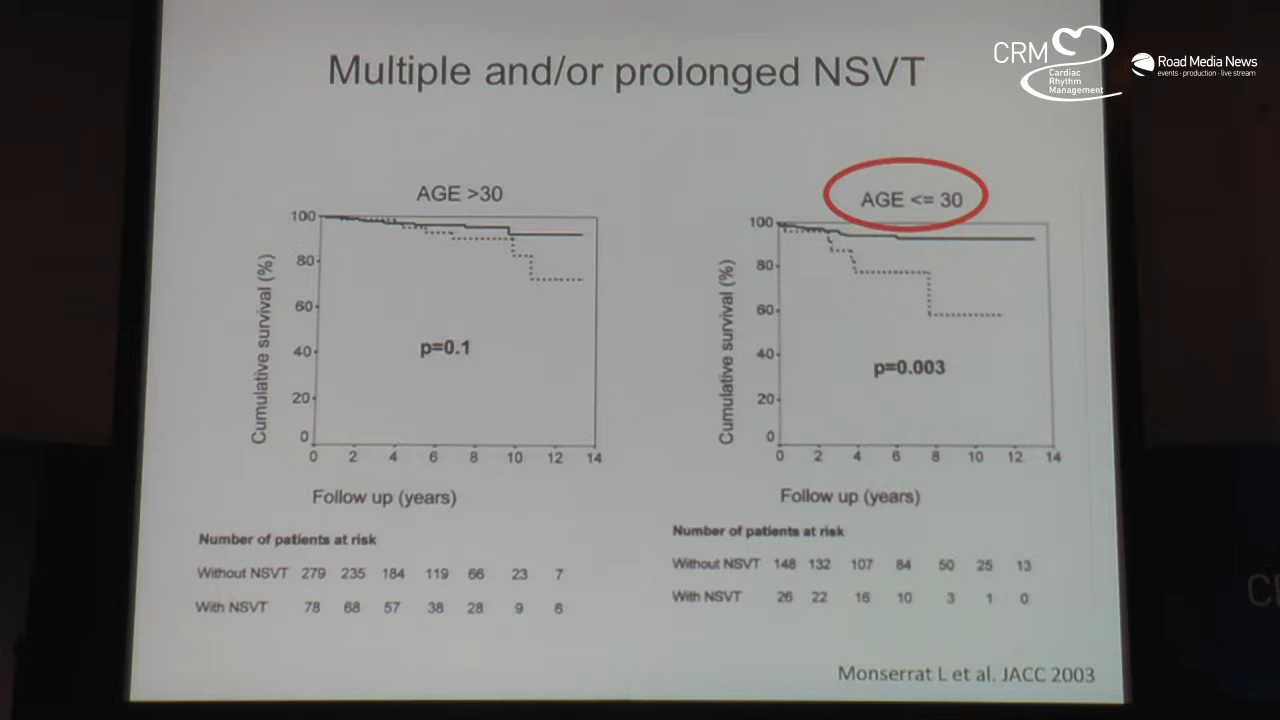 Multiple and/or prolonged NSVT
CRM
Cardiac
Rhythm
Management
Road Media News
events · production · live stream
AGE >30
Cumulative survival (%)
100
80
60
40
20
0
p=0.1
0 2 4 6 8 10 12 14
Follow up (years)
Number of patients at risk
Without NSVT 279 235 184 119 66 23 7
With NSVT 78 68 57 38 28 9 6
AGE <= 30
Cumulative survival (%)
100
80
60
40
20
0
p=0.003
0 2 4 6 8 10 12 14
Follow up (years)
Number of patients at risk
Without NSVT 148 132 107 84 50 25 13
With NSVT 26 22 16 10 3 1 0
Monserrat L et al. JACC 2003